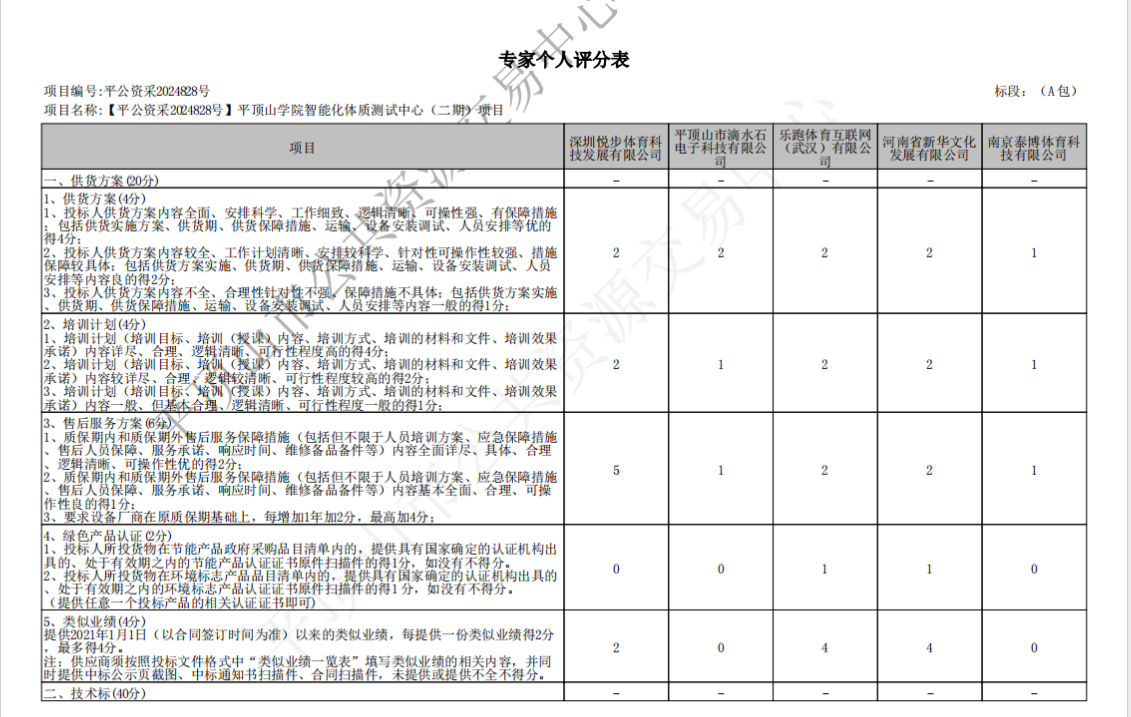 专家个人评分表
项目编号:平公资采2024828号
标段：（A包）
项目名称:【平公资采2024828号】平顶山学院智能化体质测试中心（二期）项目
项目
深圳悦步体育科
技发展有限公司
平顶山市滴水石
电子科技有限公
司
乐跑体育互联网
（武汉）有限公
司
河南省新华文化
发展有限公司
南京泰博体育科
技有限公司
一、供货方案(20分) – – – – –
1、供货方案(4分)
1、投标人供货方案内容全面、安排科学、工作细致、逻辑清晰、可操性强、有保障措施
；包括供货实施方案、供货期、供货保障措施、运输、设备安装调试、人员安排等优的
得4分；
2、投标人供货方案内容较全、工作计划清晰、安排较科学、针对性可操作性较强、措施
保障较具体；包括供货方案实施、供货期、供货保障措施、运输、设备安装调试、人员
安排等内容良的得2分；
3、投标人供货方案内容不全、合理性针对性不强、保障措施不具体；包括供货方案实施
、供货期、供货保障措施、运输、设备安装调试、人员安排等内容一般的得1分；
2 2 2 2 1
2、培训计划(4分)
1、培训计划（培训目标、培训（授课）内容、培训方式、培训的材料和文件、培训效果
承诺）内容详尽、合理、逻辑清晰、可行性程度高的得4分；
2、培训计划（培训目标、培训（授课）内容、培训方式、培训的材料和文件、培训效果
承诺）内容较详尽、合理、逻辑较清晰、可行性程度较高的得2分；
3、培训计划（培训目标、培训（授课）内容、培训方式、培训的材料和文件、培训效果
承诺）内容一般、但基本合理、逻辑清晰、可行性程度一般的得1分；
2 1 2 2 1
3、售后服务方案(6分)
1、质保期内和质保期外售后服务保障措施（包括但不限于人员培训方案、应急保障措施
、售后人员保障、服务承诺、响应时间、维修备品备件等）内容全面详尽、具体、合理
、逻辑清晰、可操作性优的得2分；
2、质保期内和质保期外售后服务保障措施（包括但不限于人员培训方案、应急保障措施
、售后人员保障、服务承诺、响应时间、维修备品备件等）内容基本全面、合理、可操
作性良的得1分；
3、要求设备厂商在原质保期基础上，每增加1年加2分，最高加4分；
5 1 2 2 1
4、绿色产品认证(2分)
1、投标人所投货物在节能产品政府采购品目清单内的，提供具有国家确定的认证机构出
具的、处于有效期之内的节能产品认证证书原件扫描件的得1分，如没有不得分。
2、投标人所投货物在环境标志产品品目清单内的，提供具有国家确定的认证机构出具的
、处于有效期之内的环境标志产品认证证书原件扫描件的得1分，如没有不得分。
（提供任意一个投标产品的相关认证证书即可)
0 0 1 1 0
5、类似业绩(4分)
提供2021年1月1日（以合同签订时间为准）以来的类似业绩，每提供一份类似业绩得2分
，最多得4分。
注：供应商须按照投标文件格式中“类似业绩一览表”填写类似业绩的相关内容，并同
时提供中标公示页截图、中标通知书扫描件、合同扫描件，未提供或提供不全不得分。
2 0 4 4 0
二、技术标(40分) – – – – –
平顶山市公共资源交易中心
平顶山市公共资源交易中心